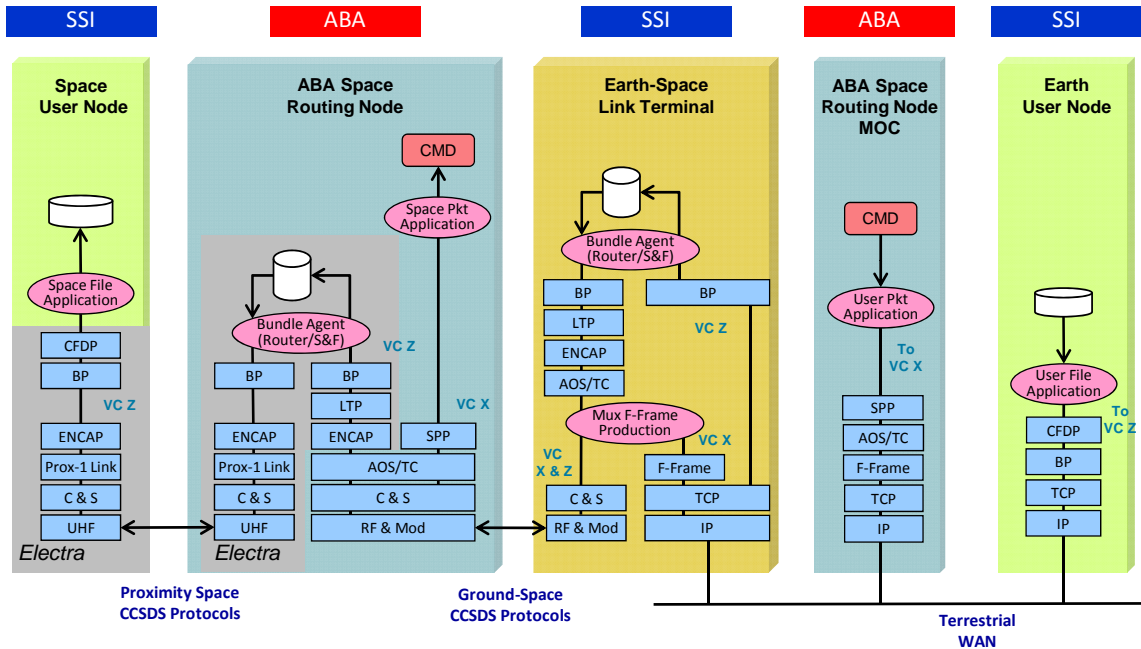 SSI
ABA
SSI
ABA
SSI
Space
User Node
Space File
Application
CFDP
BP
VC Z
ENCAP
Prox-1 Link
C & S
UHF
Electra
ABA Space
Routing Node
CMD
Space Pkt
Application
Bundle Agent
(Router/S&F)
VC Z
BP
BP
LTP
VC X
ENCAP
ENCAP
SPP
Prox-1 Link
AOS/TC
C & S
C & S
UHF
RF & Mod
Electra
Earth-Space
Link Terminal
Bundle Agent
(Router/S&F)
BP
BP
LTP
VC Z
ENCAP
AOS/TC
Mux F-Frame
Production
VC X
VC
X & Z
F-Frame
C & S
TCP
RF & Mod
IP
ABA Space
Routing Node
MOC
CMD
User Pkt
Application
To
VC X
SPP
AOS/TC
F-Frame
TCP
IP
Earth
User Node
User File
Application
To
VC Z
CFDP
BP
TCP
IP
Proximity Space
CCSDS Protocols
Ground-Space
CCSDS Protocols
Terrestrial
WAN